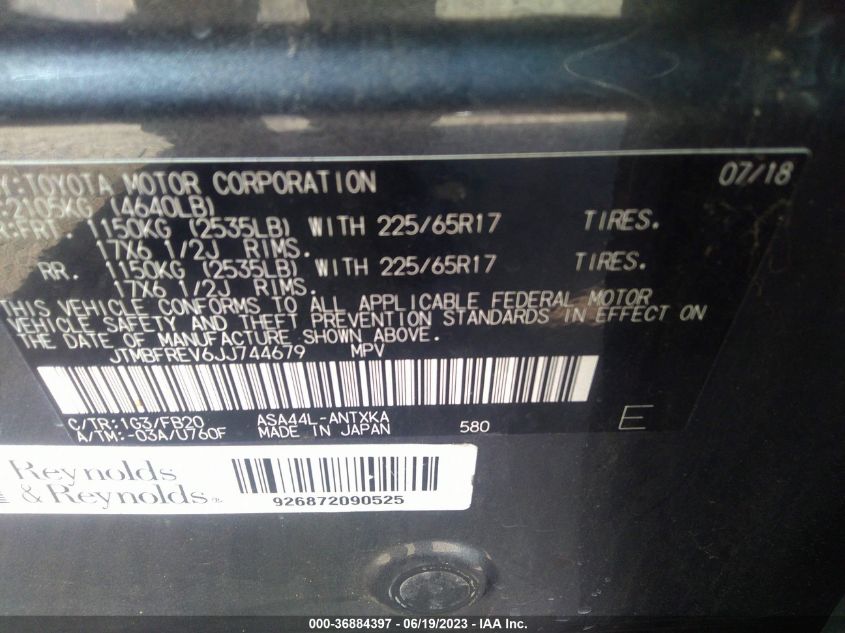 Y:TOYOTA MOTOR CORPORATION 07/18
:2105KG (4640LB)
:FRT. 1150KG (2535LB) WITH 225/65R17 TIRES.
17X6 1/2J RIMS.
RR. 1150KG (2535LB) WITH 225/65R17 TIRES.
17X6 1/2J RIMS.
THIS VEHICLE CONFORMS TO ALL APPLICABLE FEDERAL MOTOR
VEHICLE SAFETY AND THEFT PREVENTION STANDARDS IN EFFECT ON
THE DATE OF MANUFACTURE SHOWN ABOVE.
JTMBFREV6JJ744679 MPV
C/TR:1G3/FB20 ASA44L-ANTXKA
A/TM:-03A/U760F MADE IN JAPAN 580 E
Reynolds
& Reynolds®
926872090525
000-36884397 - 06/19/2023 - IAA Inc.